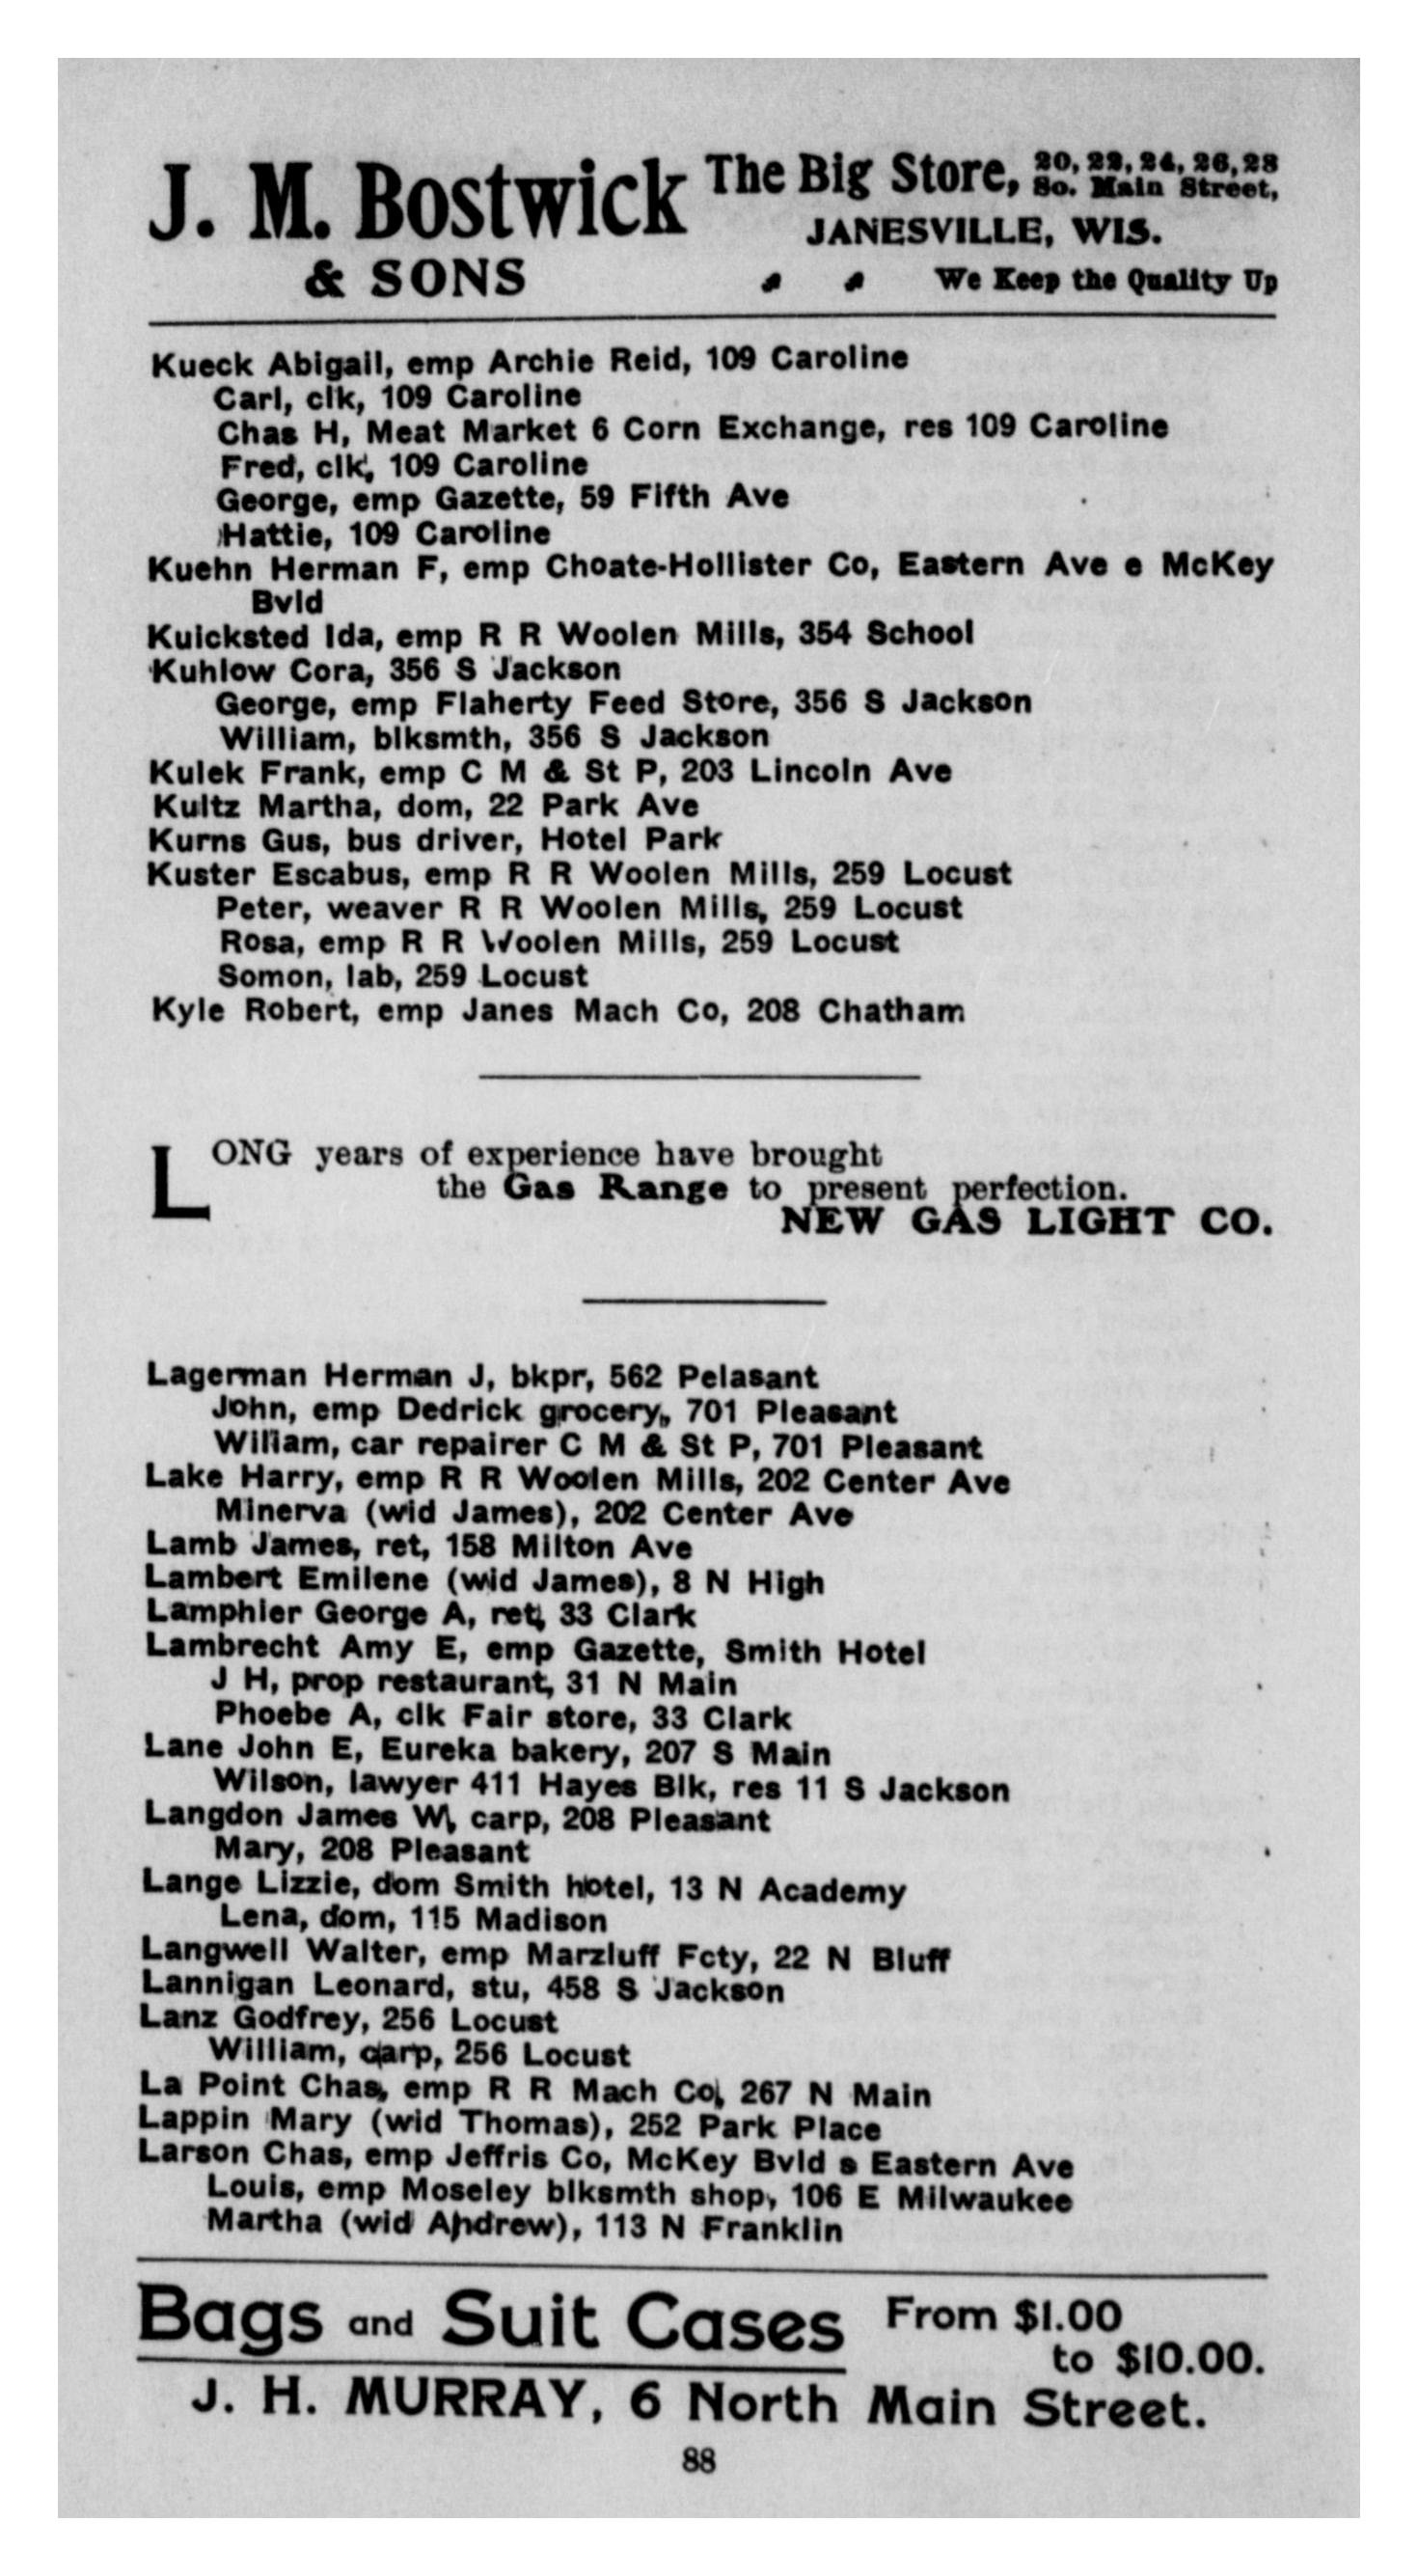 J. M. Bostwick & SONS
The Big Store, 20, 22, 24, 26, 28 So. Main Street,
JANESVILLE, WIS.
We Keep the Quality Up
Kueck Abigail, emp Archie Reid, 109 Caroline
Carl, clk, 109 Caroline
Chas H, Meat Market 6 Corn Exchange, res 109 Caroline
Fred, clk, 109 Caroline
George, emp Gazette, 59 Fifth Ave
Hattie, 109 Caroline
Kuehn Herman F, emp Choate-Hollister Co, Eastern Ave e McKey
Bvld
Kuicksted Ida, emp R R Woolen Mills, 354 School
Kuhlow Cora, 356 S Jackson
George, emp Flaherty Feed Store, 356 S Jackson
William, blksmth, 356 S Jackson
Kulek Frank, emp C M & St P, 203 Lincoln Ave
Kultz Martha, dom, 22 Park Ave
Kurns Gus, bus driver, Hotel Park
Kuster Escabus, emp R R Woolen Mills, 259 Locust
Peter, weaver R R Woolen Mills, 259 Locust
Rosa, emp R R Woolen Mills, 259 Locust
Somon, lab, 259 Locust
Kyle Robert, emp Janes Mach Co, 208 Chatham
LONG years of experience have brought
the Gas Range to present perfection.
NEW GAS LIGHT CO.
Lagerman Herman J, bkpr, 562 Pelasant
John, emp Dedrick grocery, 701 Pleasant
William, car repairer C M & St P, 701 Pleasant
Lake Harry, emp R R Woolen Mills, 202 Center Ave
Minerva (wid James), 202 Center Ave
Lamb James, ret, 158 Milton Ave
Lambert Emilene (wid James), 8 N High
Lamphier George A, ret, 33 Clark
Lambrecht Amy E, emp Gazette, Smith Hotel
J H, prop restaurant, 31 N Main
Phoebe A, clk Fair store, 33 Clark
Lane John E, Eureka bakery, 207 S Main
Wilson, lawyer 411 Hayes Blk, res 11 S Jackson
Langdon James W, carp, 208 Pleasant
Mary, 208 Pleasant
Lange Lizzie, dom Smith hotel, 13 N Academy
Lena, dom, 115 Madison
Langwell Walter, emp Marzluff Fcty, 22 N Bluff
Lannigan Leonard, stu, 458 S Jackson
Lanz Godfrey, 256 Locust
William, carp, 256 Locust
La Point Chas, emp R R Mach Co, 267 N Main
Lappin Mary (wid Thomas), 252 Park Place
Larson Chas, emp Jeffris Co, McKey Bvld s Eastern Ave
Louis, emp Moseley blksmth shop, 106 E Milwaukee
Martha (wid Andrew), 113 N Franklin
Bags and Suit Cases From $1.00
to $10.00.
J. H. MURRAY, 6 North Main Street.
88